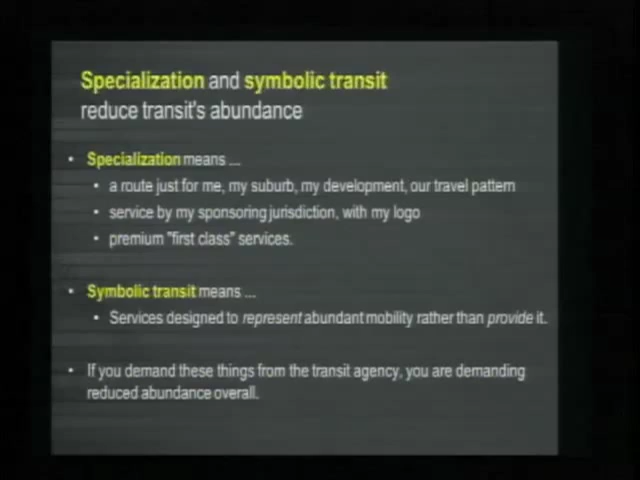 Specialization and symbolic transit
reduce transit's abundance
• Specialization means ...
• a route just for me, my suburb, my development, our travel pattern
• service by my sponsoring jurisdiction, with my logo
• premium "first class" services.
• Symbolic transit means ...
• Services designed to represent abundant mobility rather than provide it.
• If you demand these things from the transit agency, you are demanding
reduced abundance overall.